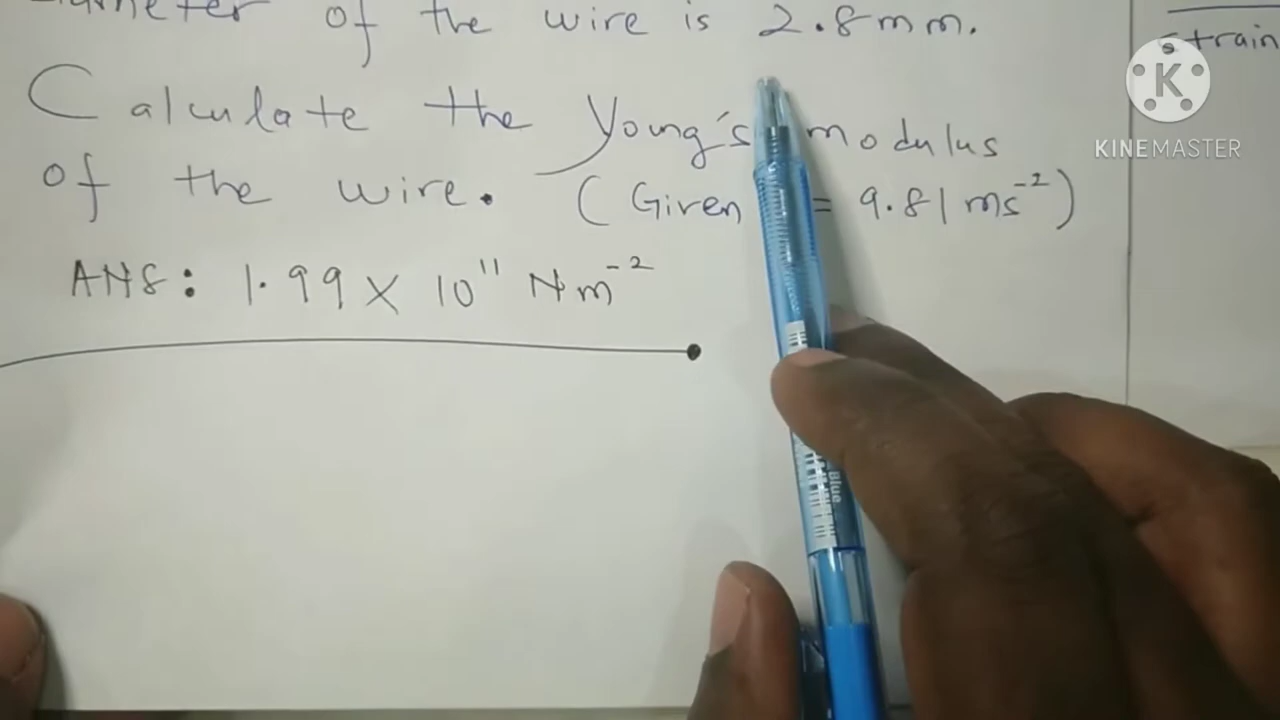 of the wire is 2.8mm.
strain
Calculate the Young's modulus
of the wire. (Given = 9.81 ms⁻²)
ANS: 1.99 × 10¹¹ Nm⁻²
K
KINEMASTER
Blue